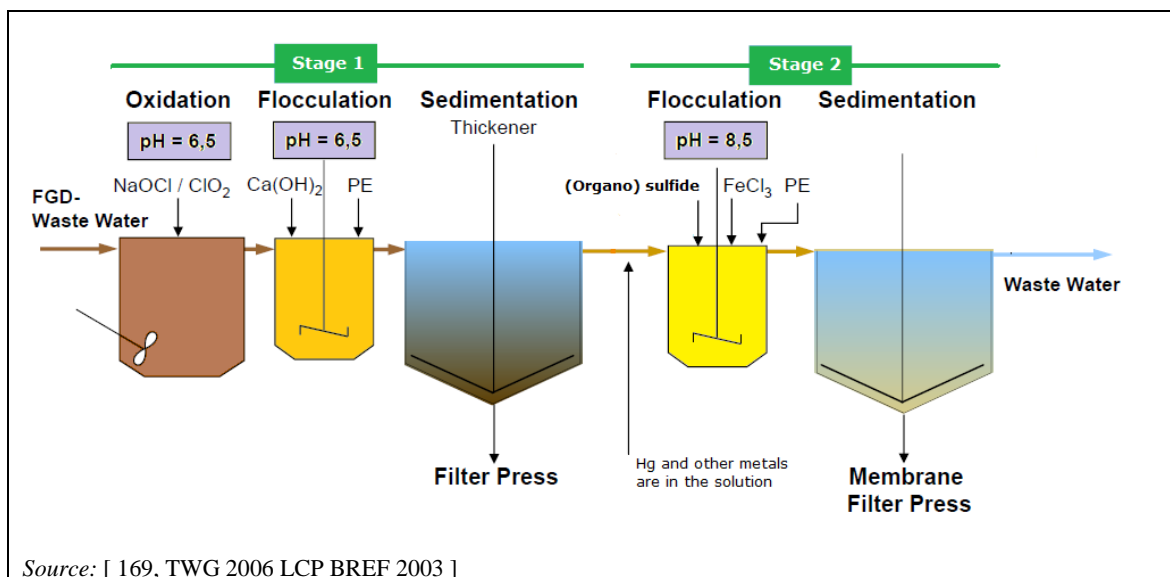 Stage 1
Stage 2
Oxidation
Flocculation
Sedimentation
Thickener
Flocculation
Sedimentation
pH = 6,5
pH = 6,5
pH = 8,5
NaOCl / ClO₂
Ca(OH)₂
PE
(Organo) sulfide
FeCl₃
PE
FGD-
Waste Water
Waste Water
Filter Press
Hg and other metals
are in the solution
Membrane
Filter Press
Source: [ 169, TWG 2006 LCP BREF 2003 ]